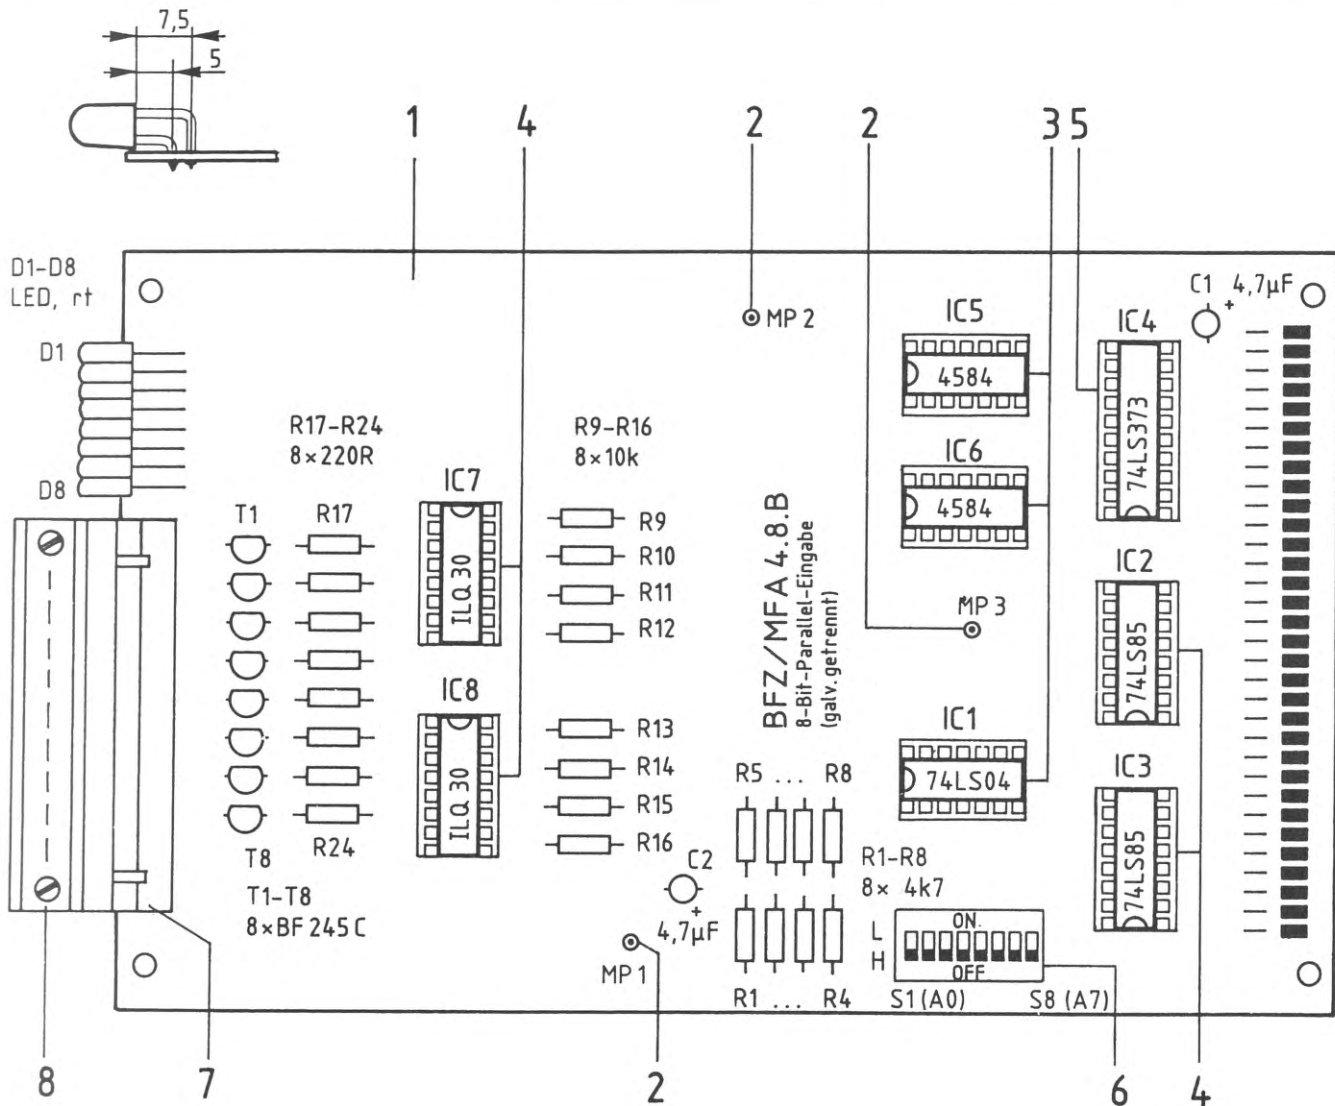 7,5
5
1
4
2
2
3
5
D1-D8
LED, rt
D1
D8
MP 2
IC5
4584
IC6
4584
IC4
74LS373
C1 4,7µF
+
R17-R24
8×220R
R9-R16
8×10k
T1
R17
IC7
ILQ 30
R9
R10
R11
R12
BFZ/MFA 4.8.B
8-Bit-Parallel-Eingabe
(galv. getrennt)
MP 3
IC2
74LS85
IC8
ILQ 30
R13
R14
R15
R16
IC1
74LS04
IC3
74LS85
R5 ... R8
T8
R24
C2
+
4,7µF
R1-R8
8× 4k7
T1-T8
8×BF 245 C
MP 1
L
H
ON
OFF
R1 ... R4
S1 (A0)
S8 (A7)
8
7
2
6
4